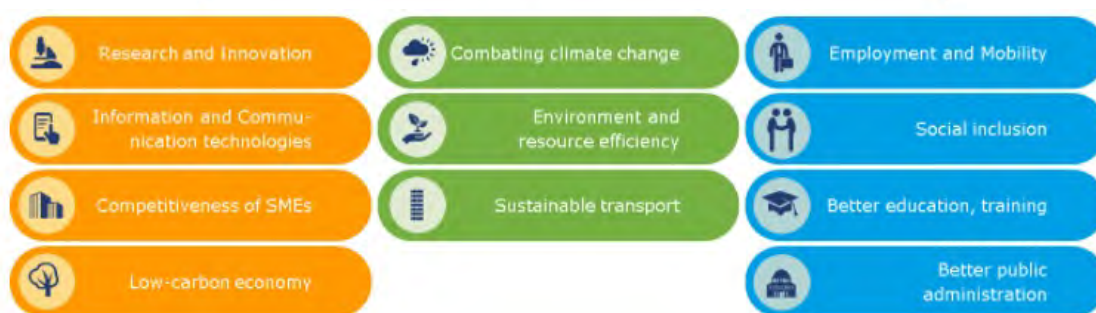 Research and Innovation
Information and Commu-
nication technologies
Competitiveness of SMEs
Low-carbon economy
Combating climate change
Environment and
resource efficiency
Sustainable transport
Employment and Mobility
Social inclusion
Better education, training
Better public
administration